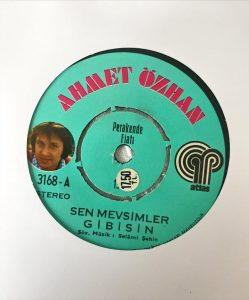 AHMET ÖZHAN
Perakende
Fiatı
17.50
TL.
atlas
3168-A
STEREO
SEN MEVSİMLER
GİBİSİN
Söz, Müzik : Selâmi Şahin